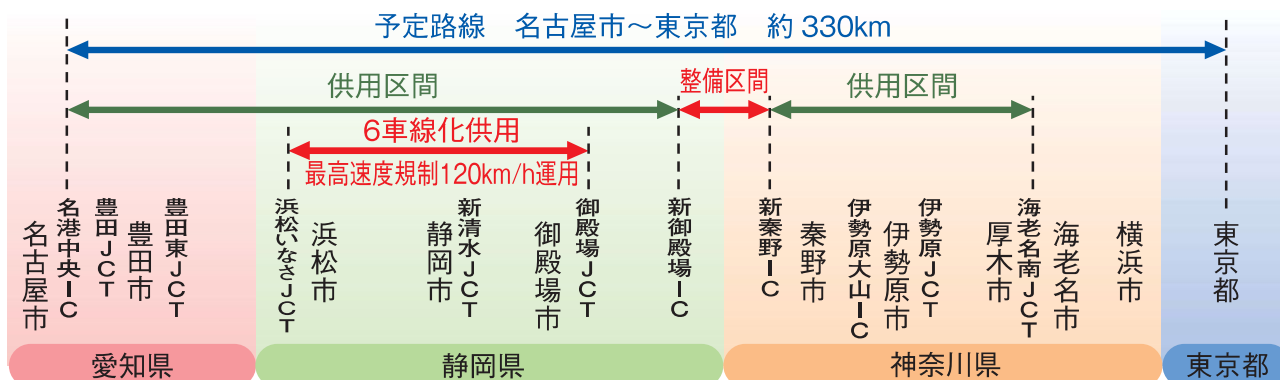 予定路線　名古屋市～東京都　約330km
供用区間
整備区間
供用区間
6車線化供用
最高速度規制120km/h運用
名古屋市
名港中央IC
豊田JCT
豊田市
豊田東JCT
浜松いなさJCT
浜松市
静岡市
新清水JCT
御殿場市
御殿場JCT
新御殿場IC
新秦野IC
秦野市
伊勢原大山IC
伊勢原市
伊勢原JCT
厚木市
海老名南JCT
海老名市
横浜市
東京都
愛知県
静岡県
神奈川県
東京都